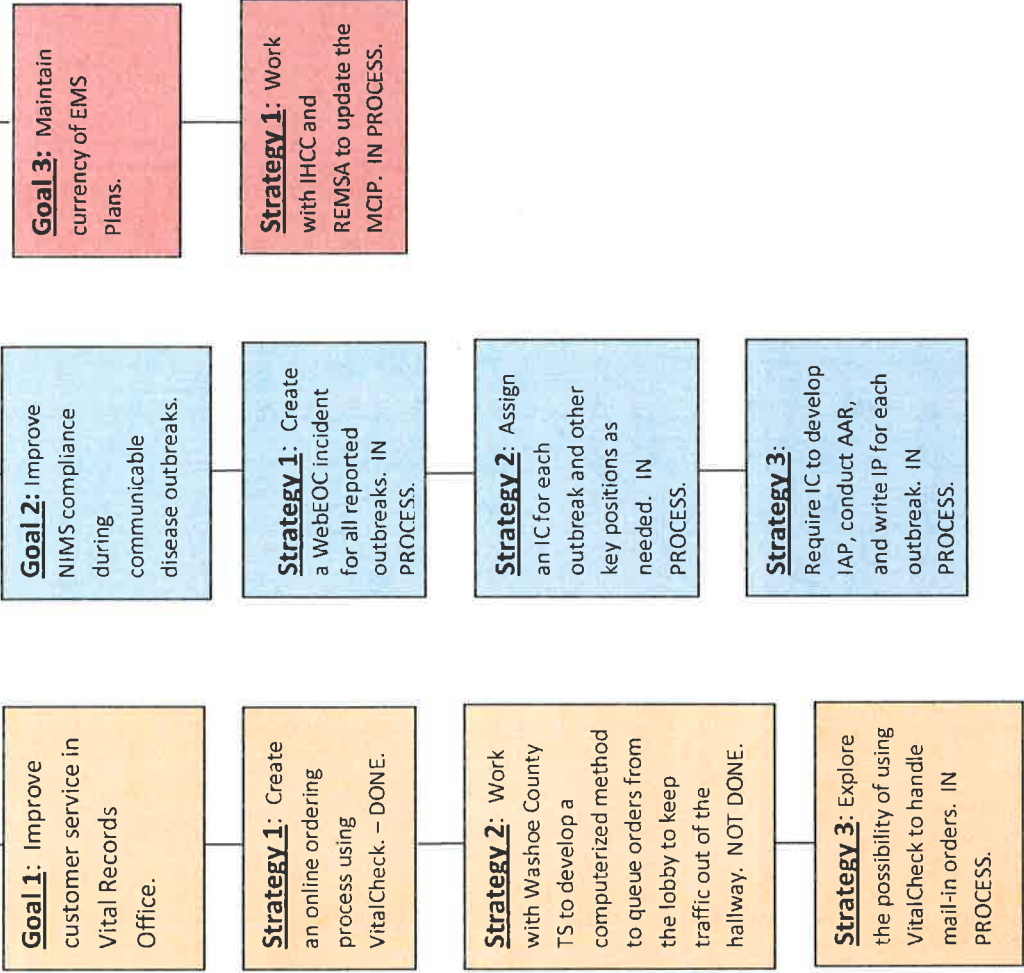 Goal 1: Improve
customer service in
Vital Records
Office.
Strategy 1: Create
an online ordering
process using
VitalCheck. – DONE.
Strategy 2: Work
with Washoe County
TS to develop a
computerized method
to queue orders from
the lobby to keep
traffic out of the
hallway. NOT DONE.
Strategy 3: Explore
the possibility of using
VitalCheck to handle
mail-in orders. IN
PROCESS.
Goal 2: Improve
NIMS compliance
during
communicable
disease outbreaks.
Strategy 1: Create
a WebEOC incident
for all reported
outbreaks. IN
PROCESS.
Strategy 2: Assign
an IC for each
outbreak and other
key positions as
needed. IN
PROCESS.
Strategy 3:
Require IC to develop
IAP, conduct AAR,
and write IP for each
outbreak. IN
PROCESS.
Goal 3: Maintain
currency of EMS
Plans.
Strategy 1: Work
with IHCC and
REMSA to update the
MCIP. IN PROCESS.